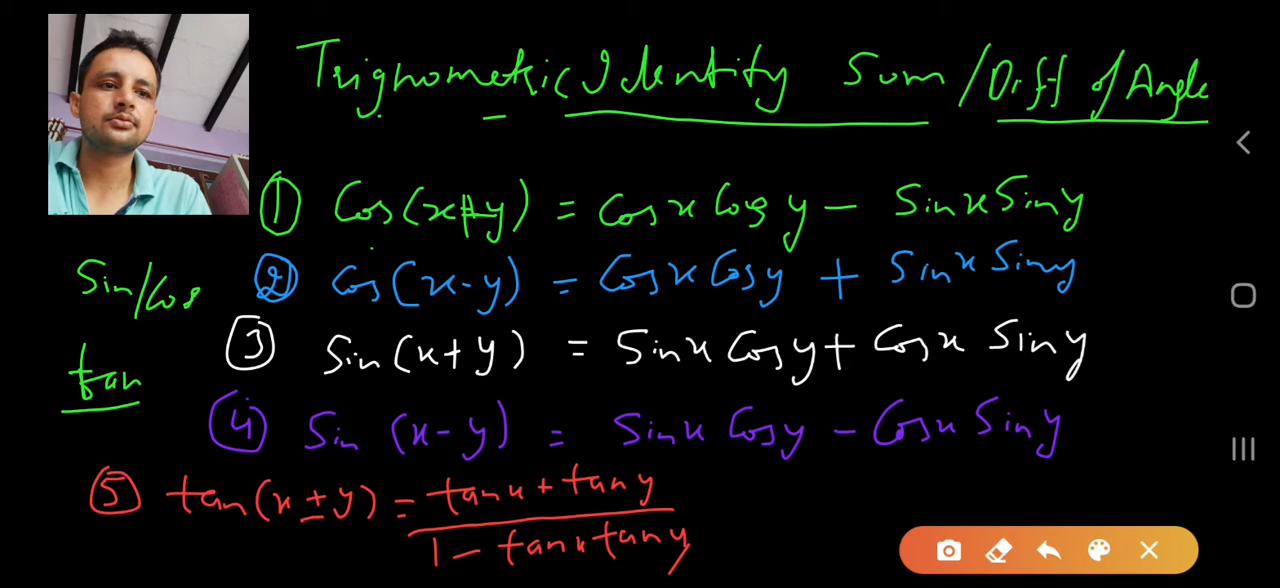 Trignometric Identity Sum / Diff of Angle
① Cos(x+y) = Cosx Cosy - Sinx Siny
② Cos(x-y) = Cosx Cosy + Sinx Siny
Sin/Cos
③ Sin(x+y) = Sinx Cosy + Cosx Siny
tan
④ Sin (x-y) = Sinx Cosy - Cosx Siny
⑤ tan(x±y) = tanx + tany
1 - tanx tany